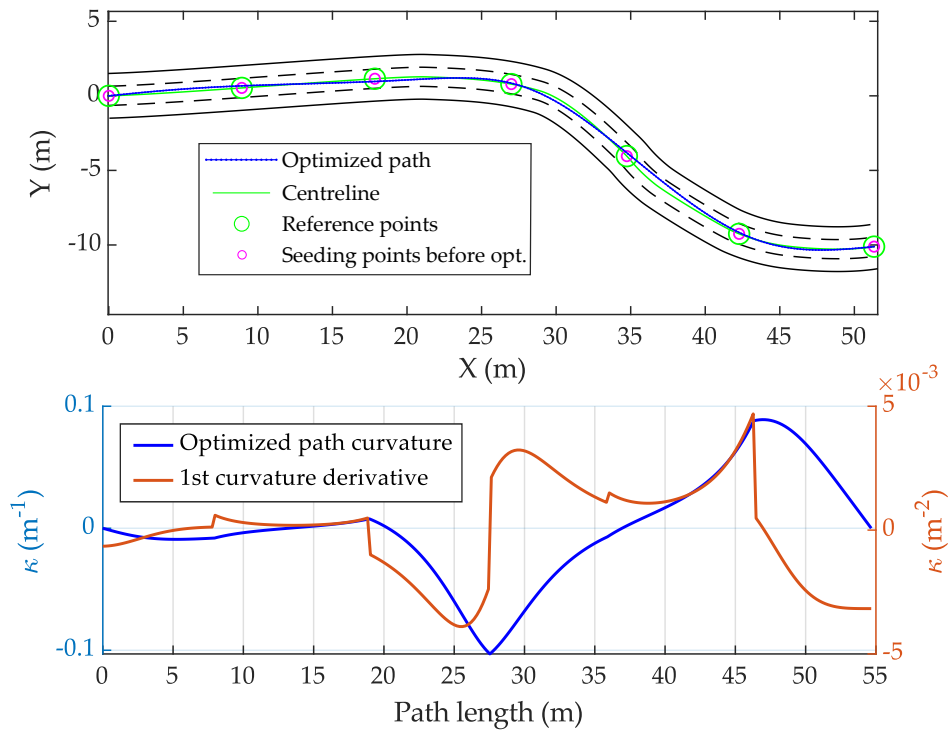 5
0
-5
-10
Y (m)
Optimized path
Centreline
Reference points
Seeding points before opt.
0 5 10 15 20 25 30 35 40 45 50
X (m)
×10⁻³
0.1
0
-0.1
κ (m⁻¹)
5
0
-5
κ (m⁻²)
Optimized path curvature
1st curvature derivative
0 5 10 15 20 25 30 35 40 45 50 55
Path length (m)